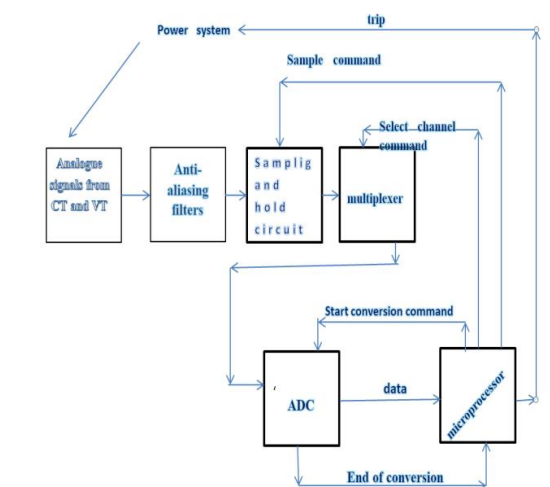 trip
Power system
Sample command
Select channel
command
Analogue
signals from
CT and VT
Anti-
aliasing
filters
Samplig
and
hold
circuit
multiplexer
Start conversion command
ADC
data
microprocessor
End of conversion